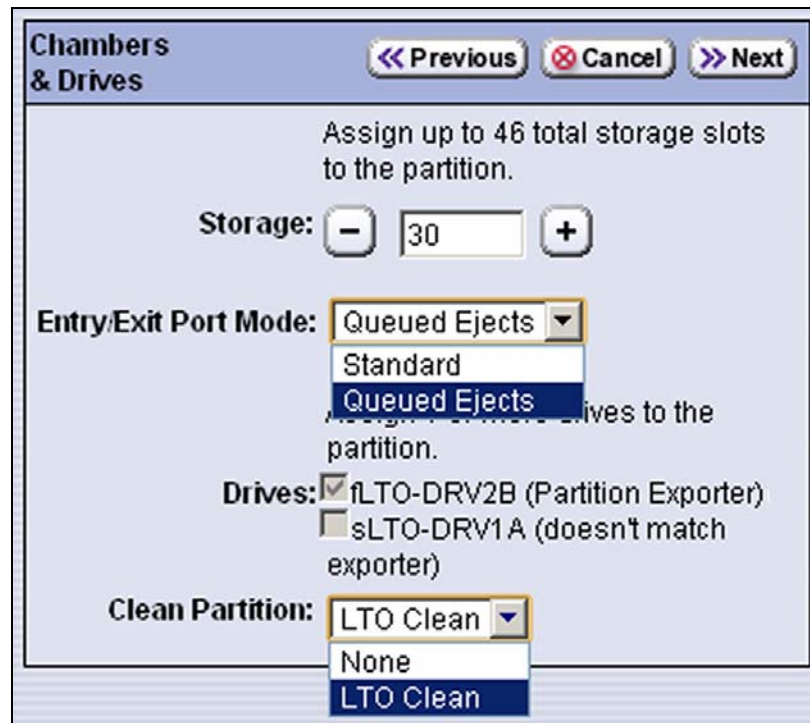 Chambers
& Drives
Previous
Cancel
Next
Assign up to 46 total storage slots
to the partition.
Storage:
-
30
+
Entry/Exit Port Mode:
Queued Ejects
Standard
Queued Ejects
to the
partition.
Drives:
fLTO-DRV2B (Partition Exporter)
sLTO-DRV1A (doesn't match
exporter)
Clean Partition:
LTO Clean
None
LTO Clean